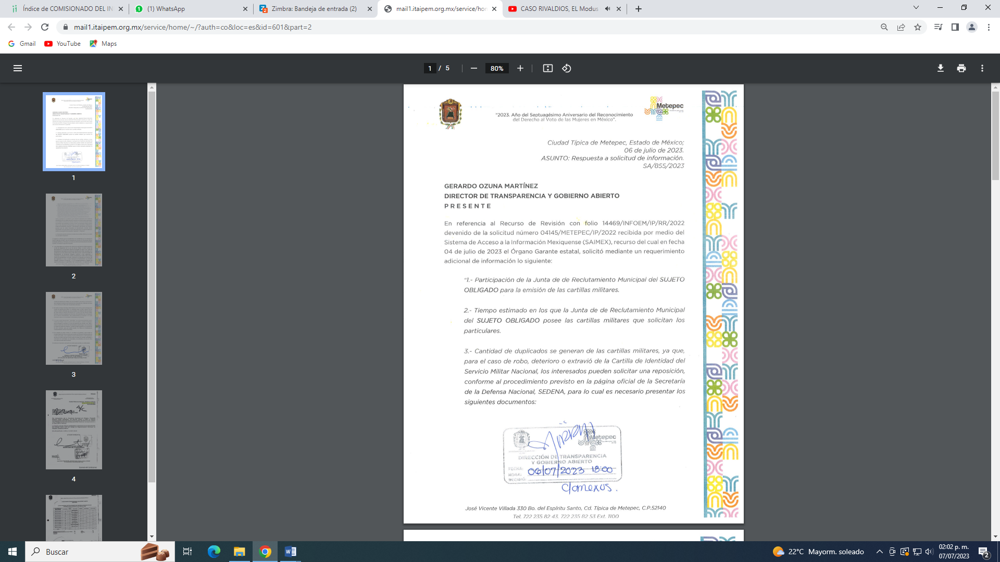 Índice de COMISIONADO DEL IN
(1) WhatsApp
Zimbra: Bandeja de entrada (2)
mail1.itaipem.org.mx/service/hom
CASO RIVALDIOS, EL Modus
mail1.itaipem.org.mx/service/home/~/?auth=co&loc=es&id=601&part=2
Gmail
YouTube
Maps
1 / 5
80%
1
2
3
4
Metepec
"2023. Año del Septuagésimo Aniversario del Reconocimiento
del Derecho al Voto de las Mujeres en México".
Ciudad Típica de Metepec, Estado de México;
06 de julio de 2023.
ASUNTO: Respuesta a solicitud de información.
SA/855/2023
GERARDO OZUNA MARTÍNEZ
DIRECTOR DE TRANSPARENCIA Y GOBIERNO ABIERTO
P R E S E N T E
En referencia al Recurso de Revisión con folio 14469/INFOEM/IP/RR/2022
devenido de la solicitud número 04145/METEPEC/IP/2022 recibida por medio del
Sistema de Acceso a la Información Mexiquense (SAIMEX), recurso del cual en fecha
04 de julio de 2023 el Órgano Garante estatal, solicitó mediante un requerimiento
adicional de información lo siguiente:
"1.- Participación de la Junta de de Reclutamiento Municipal del SUJETO
OBLIGADO para la emisión de las cartillas militares.
2.- Tiempo estimado en los que la Junta de de Reclutamiento Municipal
del SUJETO OBLIGADO posee las cartillas militares que solicitan los
particulares.
3.- Cantidad de duplicados se generan de las cartillas militares, ya que,
para el caso de robo, deterioro o extravió de la Cartilla de Identidad del
Servicio Militar Nacional, los interesados pueden solicitar una reposición,
conforme al procedimiento previsto en la página oficial de la Secretaría
de la Defensa Nacional, SEDENA, para lo cual es necesario presentar los
siguientes documentos:
Metepec
DIRECCIÓN DE TRANSPARENCIA
Y GOBIERNO ABIERTO
FECHA: 06/07/2023 18:00
HORA:
RECIBIÓ:
c/anexos.
José Vicente Villada 330 Bo. del Espíritu Santo, Cd. Típica de Metepec, C.P.52140
Tel. 722 235 82 43, 722 235 82 53 Ext. 1100
Buscar
22°C Mayorm. soleado
02:02 p. m.
07/07/2023
2